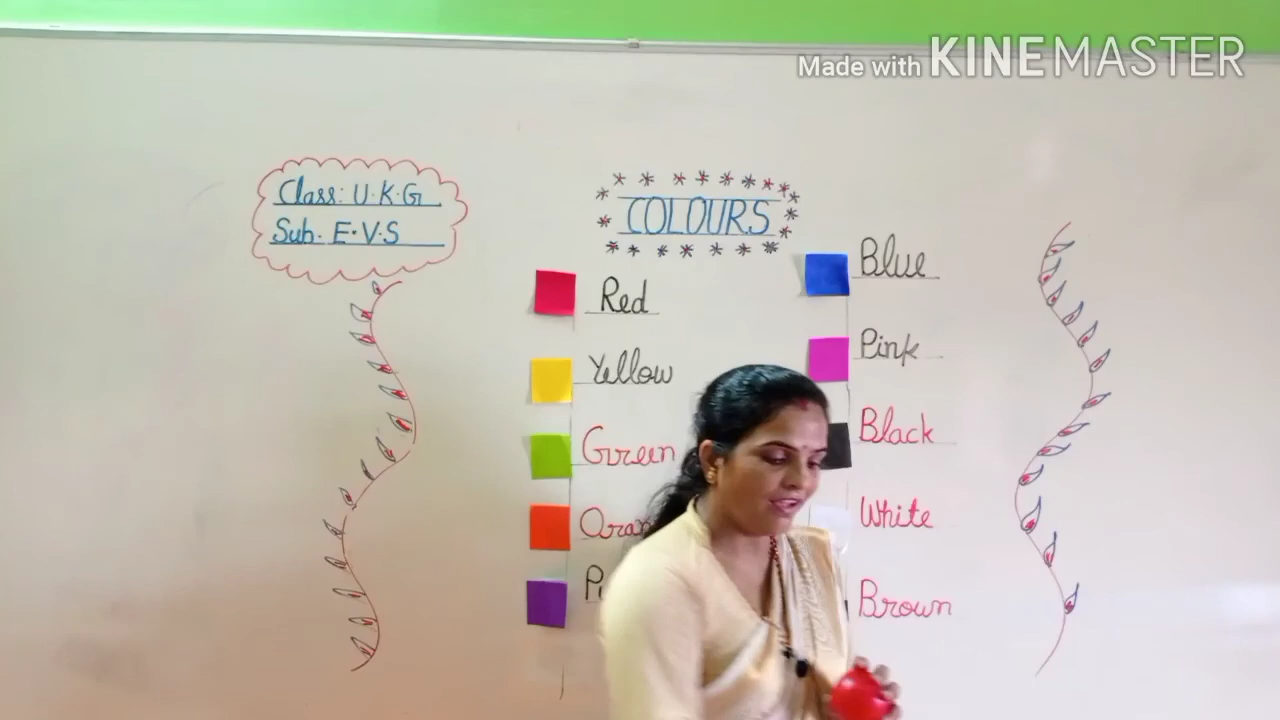 Made with KINEMASTER
Class: U.K.G
Sub. E.V.S
COLOURS
Red
Yellow
Green
Blue
Pink
Black
White
Brown